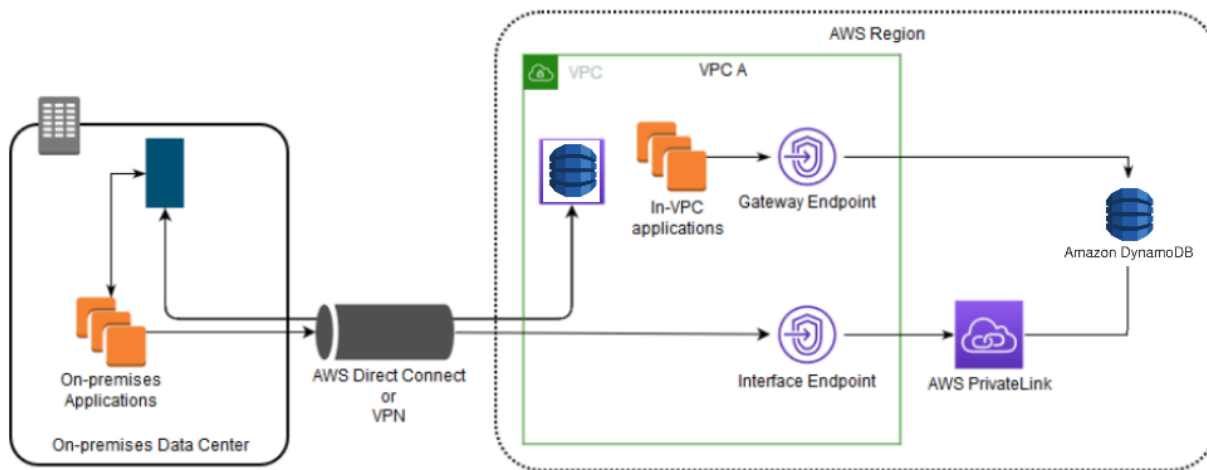 AWS Region
VPC
VPC A
In-VPC
applications
Gateway Endpoint
Amazon DynamoDB
On-premises
Applications
On-premises Data Center
AWS Direct Connect
or
VPN
Interface Endpoint
AWS PrivateLink